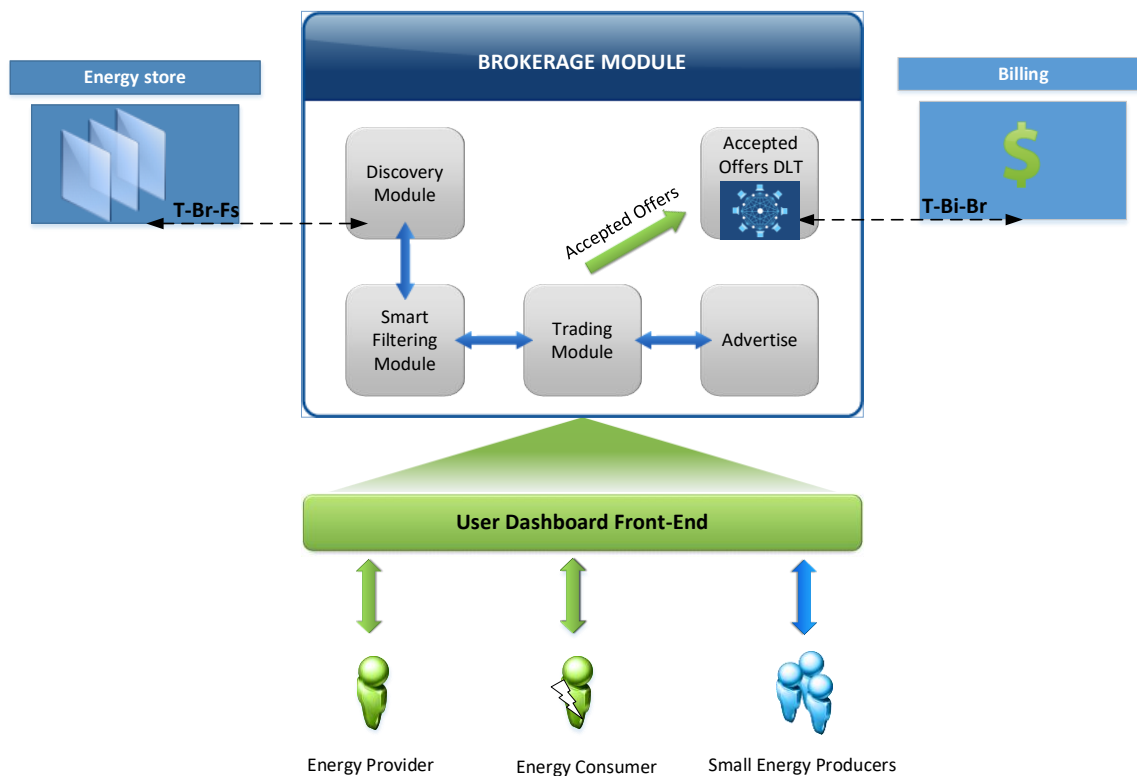 BROKERAGE MODULE
Energy store
Billing
Discovery
Module
Accepted
Offers DLT
$
T-Br-Fs
Accepted Offers
T-Bi-Br
Smart
Filtering
Module
Trading
Module
Advertise
User Dashboard Front-End
Energy Provider
Energy Consumer
Small Energy Producers